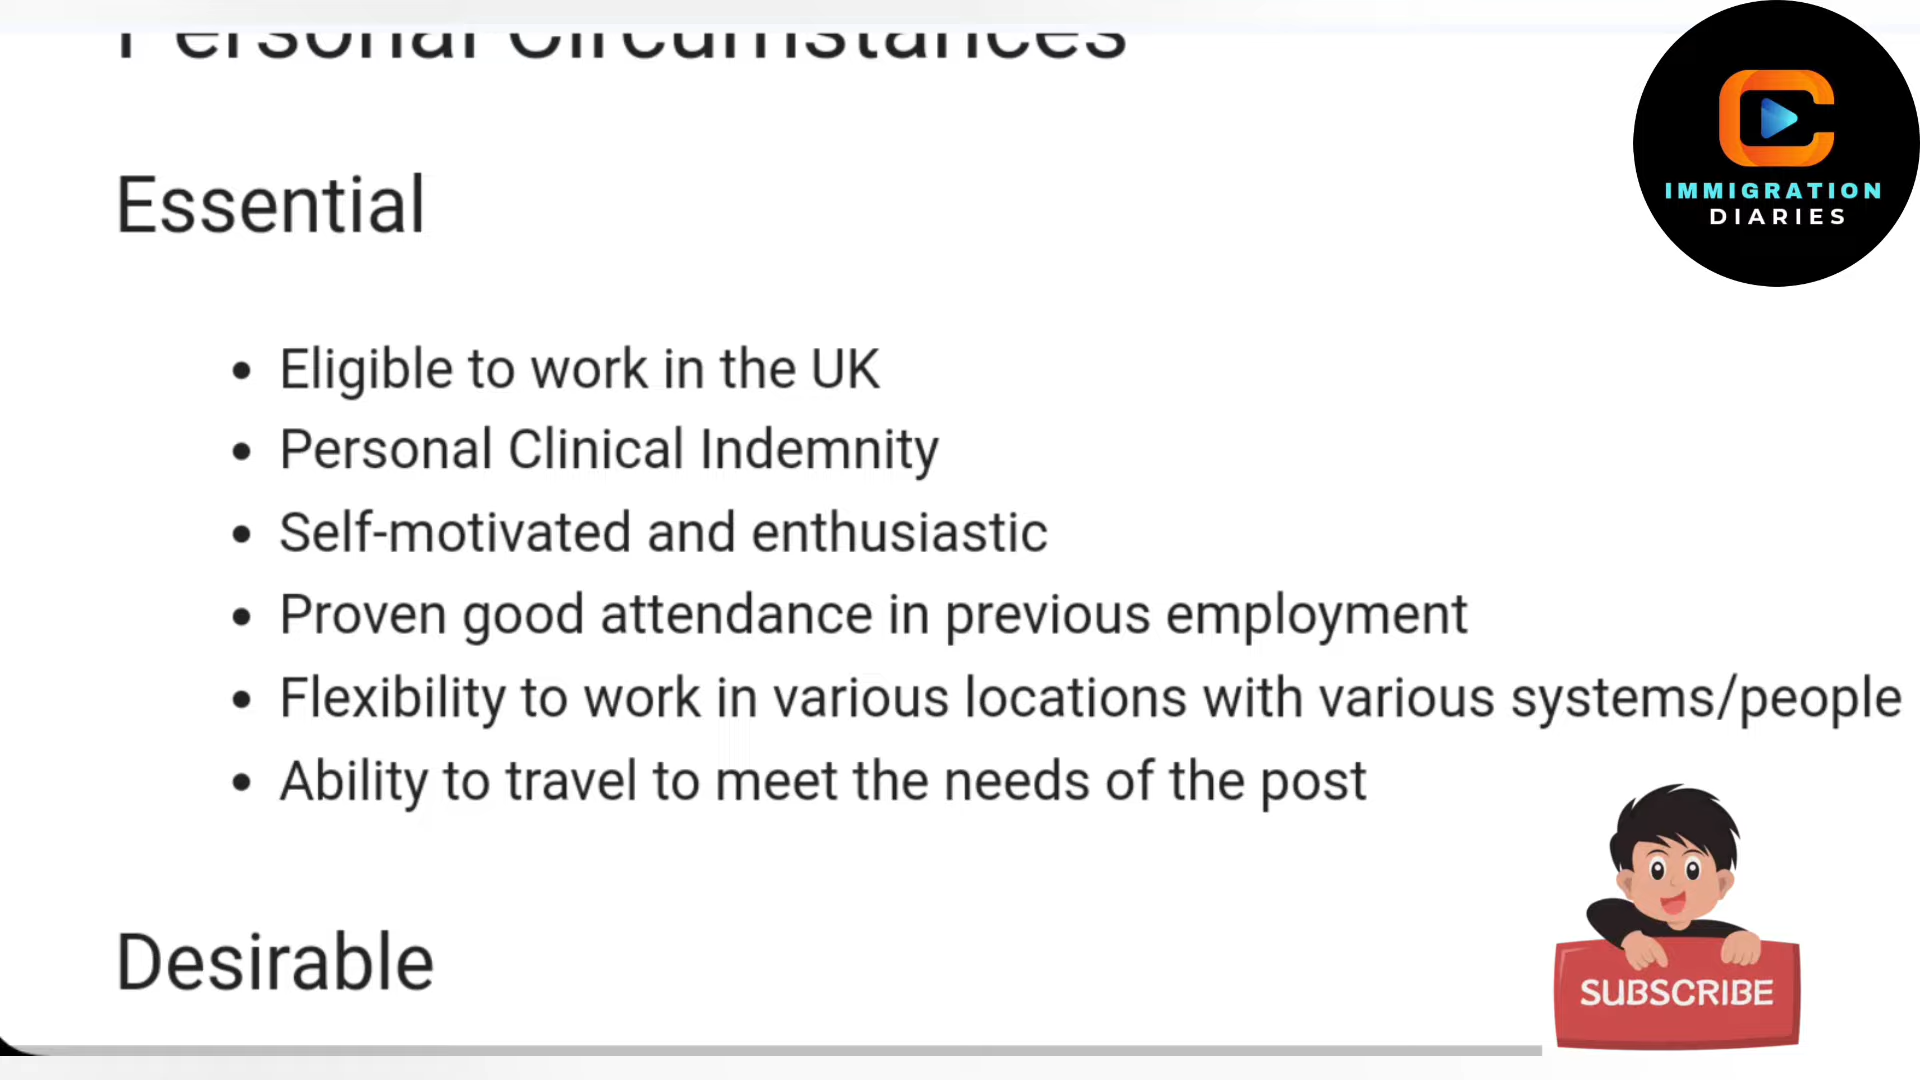 Personal Circumstances
IMMIGRATION
DIARIES
Essential
Eligible to work in the UK
Personal Clinical Indemnity
Self-motivated and enthusiastic
Proven good attendance in previous employment
Flexibility to work in various locations with various systems/people
Ability to travel to meet the needs of the post
Desirable
SUBSCRIBE